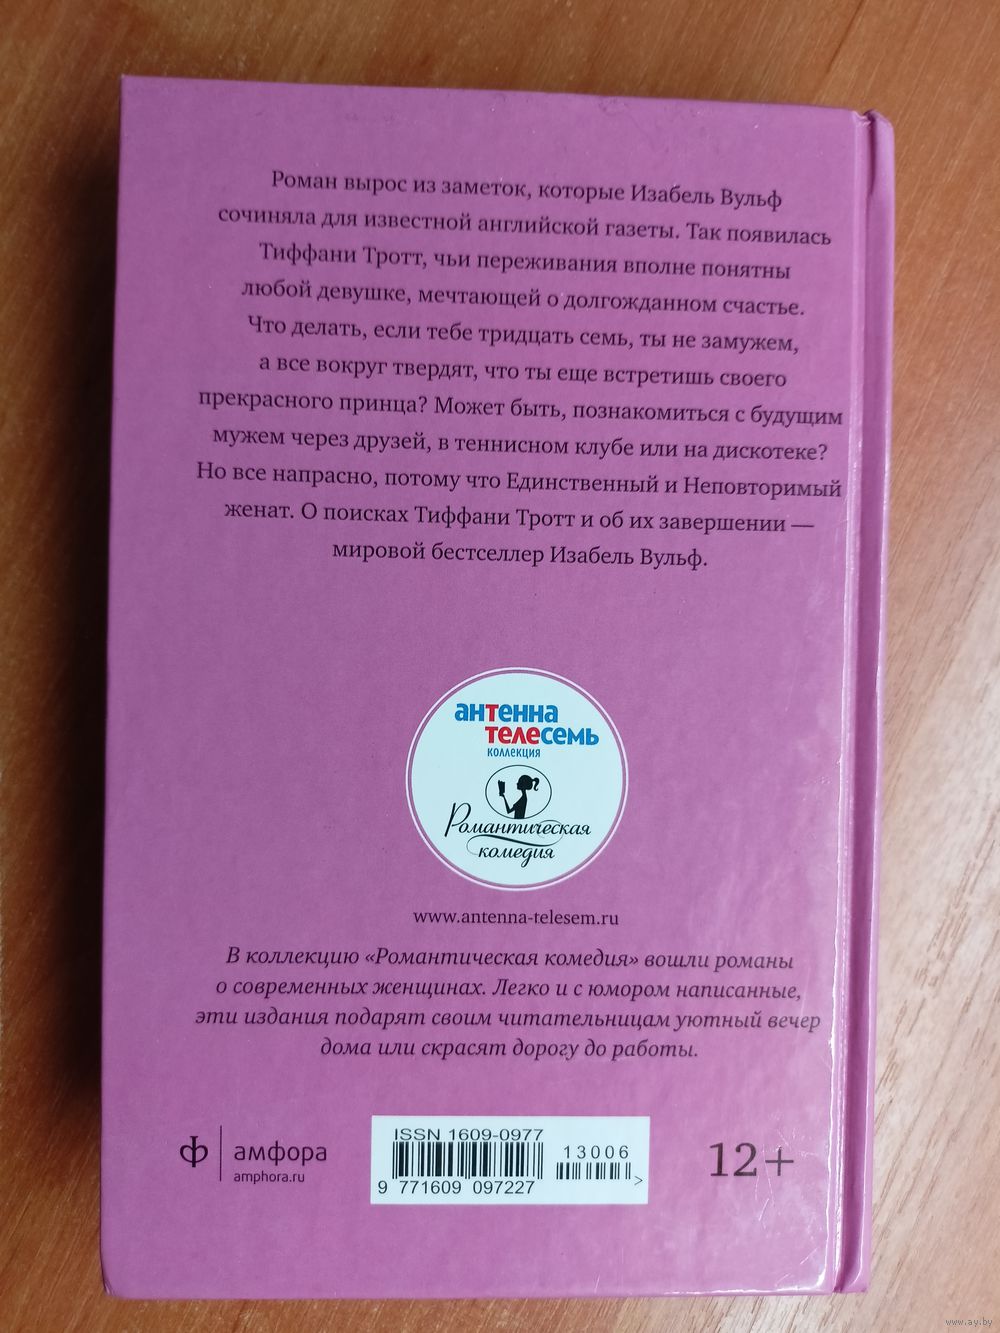 Роман вырос из заметок, которые Изабель Вульф
сочиняла для известной английской газеты. Так появилась
Тиффани Тротт, чьи переживания вполне понятны
любой девушке, мечтающей о долгожданном счастье.
Что делать, если тебе тридцать семь, ты не замужем,
а все вокруг твердят, что ты еще встретишь своего
прекрасного принца? Может быть, познакомиться с будущим
мужем через друзей, в теннисном клубе или на дискотеке?
Но все напрасно, потому что Единственный и Неповторимый
женат. О поисках Тиффани Тротт и об их завершении —
мировой бестселлер Изабель Вульф.
антенна
телесемь
коллекция
Романтическая
комедия
www.antenna-telesem.ru
В коллекцию «Романтическая комедия» вошли романы
о современных женщинах. Легко и с юмором написанные,
эти издания подарят своим читательницам уютный вечер
дома или скрасят дорогу до работы.
амфора
amphora.ru
ISSN 1609-0977
13006
9 771609 097227 >
12+
www.ay.by